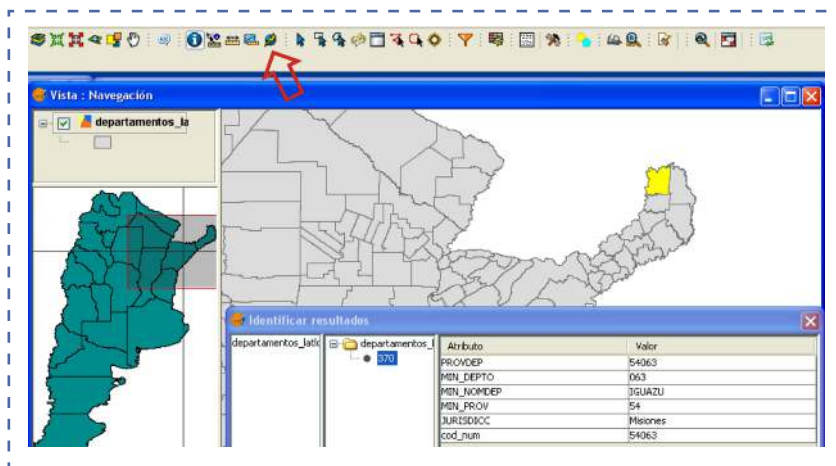 Vista : Navegación
departamentos_la
Identificar resultados
departamentos_latlo
departamentos_l
370
Atributo Valor
PROVDEP 54063
MIN_DEPTO 063
MIN_NOMDEP IGUAZU
MIN_PROV 54
JURISDICC Misiones
cod_num 54063